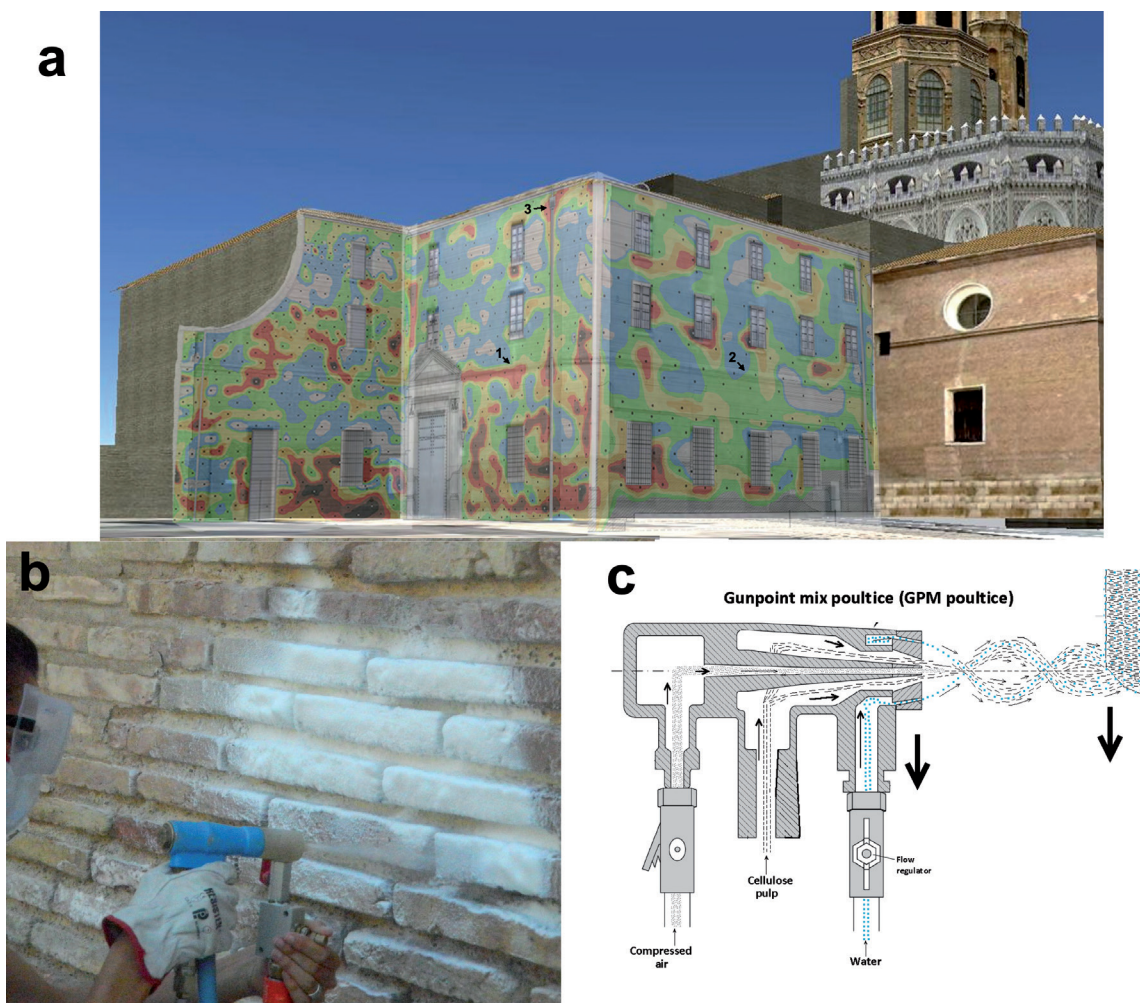 a
3
1
2
b
c
Gunpoint mix poultice (GPM poultice)
Flow
regulator
Cellulose
pulp
Compressed
air
Water